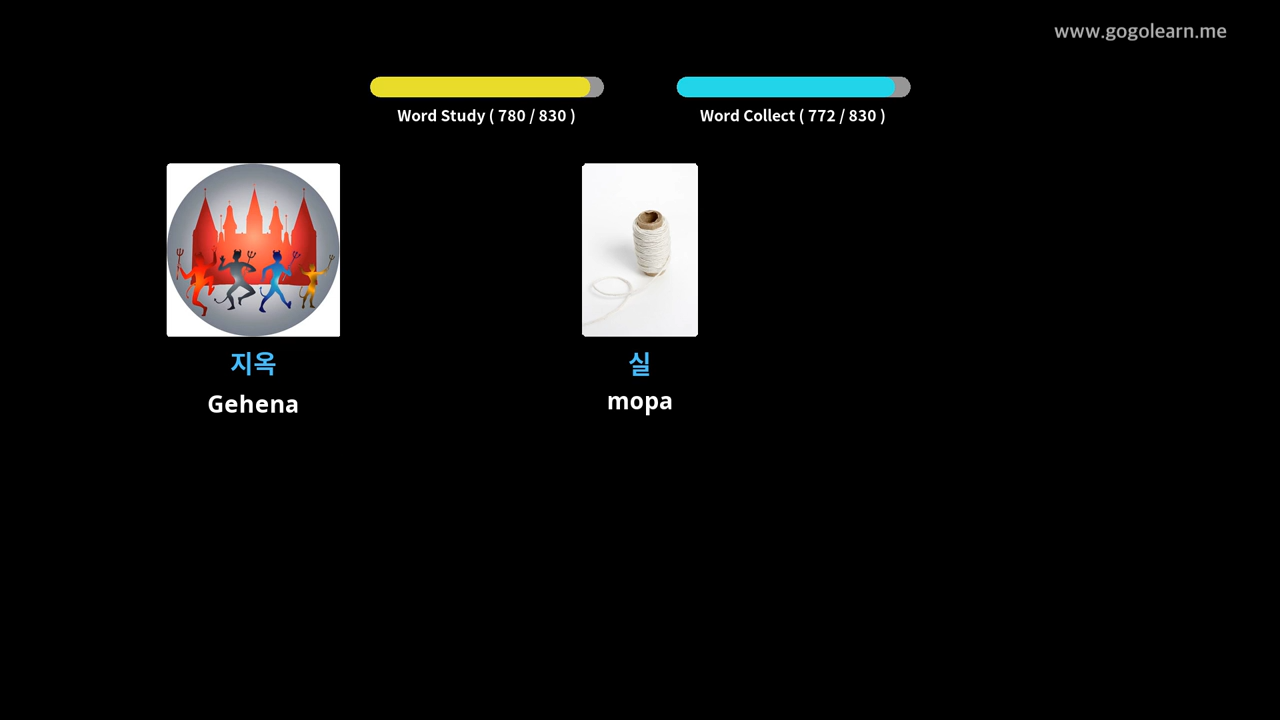 www.gogolearn.me
Word Study ( 780 / 830 )
Word Collect ( 772 / 830 )
지옥
Gehena
실
mopa